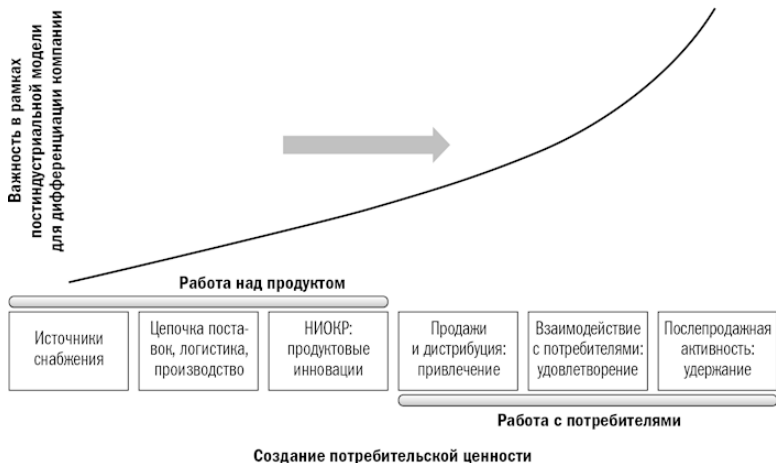 Важность в рамках
постиндустриальной модели
для дифференциации компании
Работа над продуктом
Источники
снабжения
Цепочка поста-
вок, логистика,
производство
НИОКР:
продуктовые
инновации
Продажи
и дистрибуция:
привлечение
Взаимодействие
с потребителями:
удовлетворение
Послепродажная
активность:
удержание
Работа с потребителями
Создание потребительской ценности